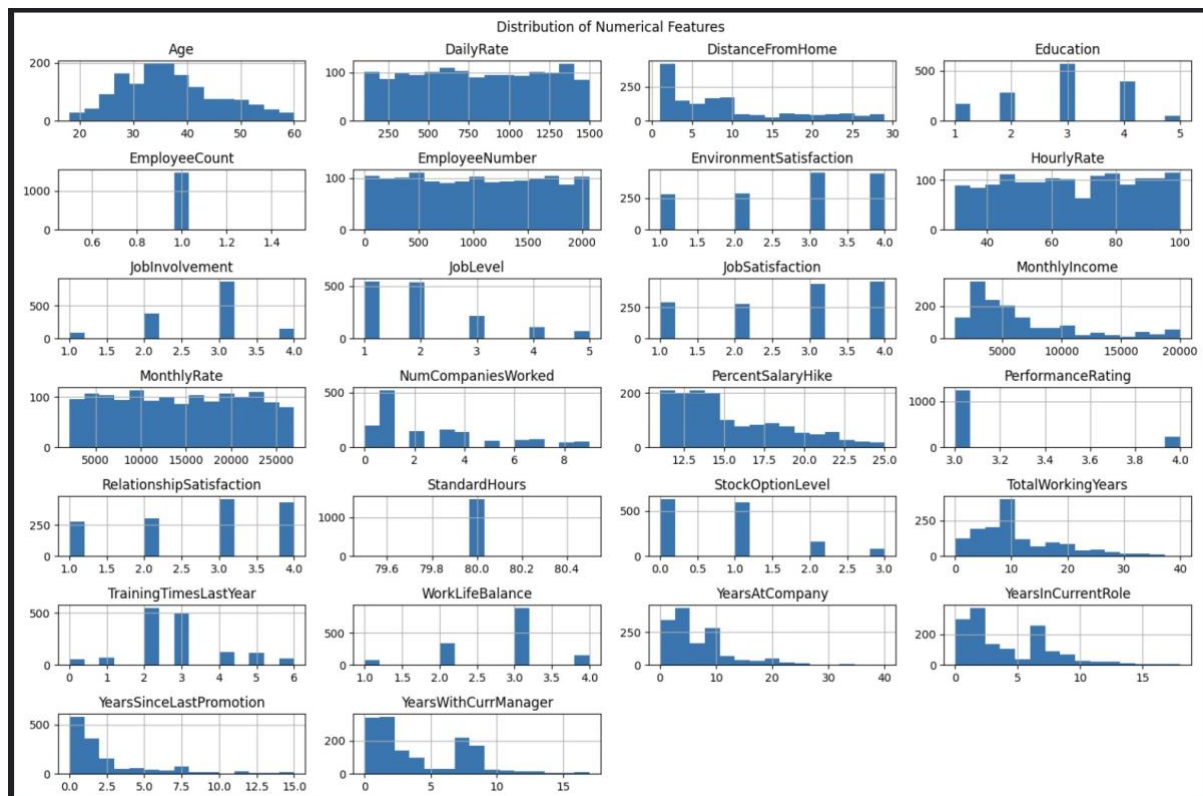 Distribution of Numerical Features
Age
200
100
0
20 30 40 50 60
DailyRate
100
50
0
250 500 750 1000 1250 1500
DistanceFromHome
250
0
0 5 10 15 20 25 30
Education
500
0
1 2 3 4 5
EmployeeCount
1000
0
0.6 0.8 1.0 1.2 1.4
EmployeeNumber
100
50
0
0 500 1000 1500 2000
EnvironmentSatisfaction
250
0
1.0 1.5 2.0 2.5 3.0 3.5 4.0
HourlyRate
100
50
0
40 60 80 100
JobInvolvement
500
0
1.0 1.5 2.0 2.5 3.0 3.5 4.0
JobLevel
500
0
1 2 3 4 5
JobSatisfaction
250
0
1.0 1.5 2.0 2.5 3.0 3.5 4.0
MonthlyIncome
200
0
5000 10000 15000 20000
MonthlyRate
100
50
0
5000 10000 15000 20000 25000
NumCompaniesWorked
500
250
0
0 2 4 6 8
PercentSalaryHike
200
100
0
12.5 15.0 17.5 20.0 22.5 25.0
PerformanceRating
1000
0
3.0 3.2 3.4 3.6 3.8 4.0
RelationshipSatisfaction
250
0
1.0 1.5 2.0 2.5 3.0 3.5 4.0
StandardHours
1000
0
79.6 79.8 80.0 80.2 80.4
StockOptionLevel
500
0
0.0 0.5 1.0 1.5 2.0 2.5 3.0
TotalWorkingYears
250
0
0 10 20 30 40
TrainingTimesLastYear
500
250
0
0 1 2 3 4 5 6
WorkLifeBalance
500
0
1.0 1.5 2.0 2.5 3.0 3.5 4.0
YearsAtCompany
250
0
0 10 20 30 40
YearsInCurrentRole
200
0
0 5 10 15
YearsSinceLastPromotion
500
0
0.0 2.5 5.0 7.5 10.0 12.5 15.0
YearsWithCurrManager
200
0
0 5 10 15